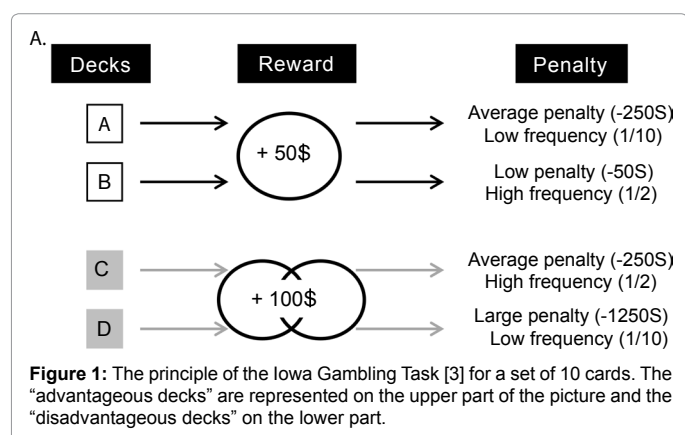 A.
Decks Reward Penalty
A
Average penalty (-250S)
Low frequency (1/10)
+ 50$
B
Low penalty (-50S)
High frequency (1/2)
C
Average penalty (-250S)
High frequency (1/2)
+ 100$
D
Large penalty (-1250S)
Low frequency (1/10)
Figure 1: The principle of the Iowa Gambling Task [3] for a set of 10 cards. The
“advantageous decks” are represented on the upper part of the picture and the
“disadvantageous decks” on the lower part.